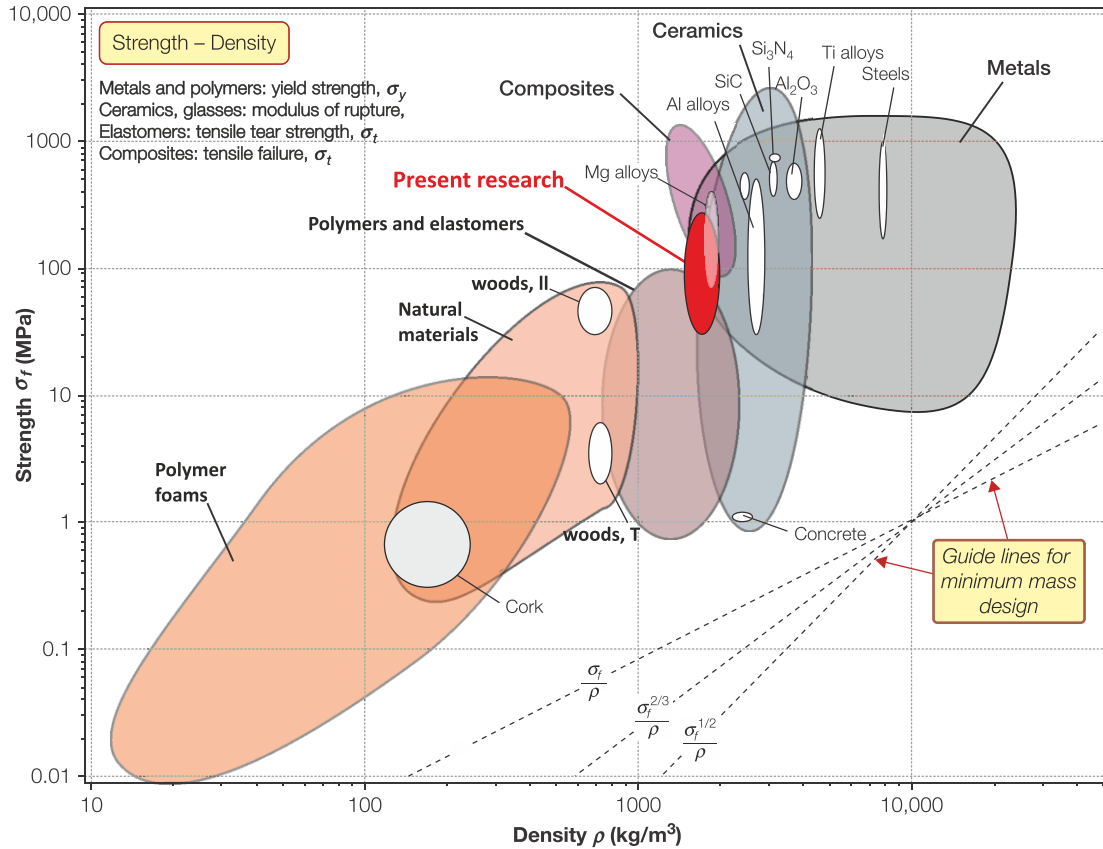 10,000
1000
100
10
1
0.1
0.01
Strength σf (MPa)
Strength – Density
Metals and polymers: yield strength, σy
Ceramics, glasses: modulus of rupture,
Elastomers: tensile tear strength, σt
Composites: tensile failure, σt
Ceramics
Si3N4
SiC
Al2O3
Ti alloys
Steels
Metals
Composites
Al alloys
Mg alloys
Present research
Polymers and elastomers
woods, ll
Natural
materials
Polymer
foams
woods, T
Concrete
Cork
Guide lines for
minimum mass
design
σf
ρ
σf2/3
ρ
σf1/2
ρ
10
100
1000
10,000
Density ρ (kg/m3)